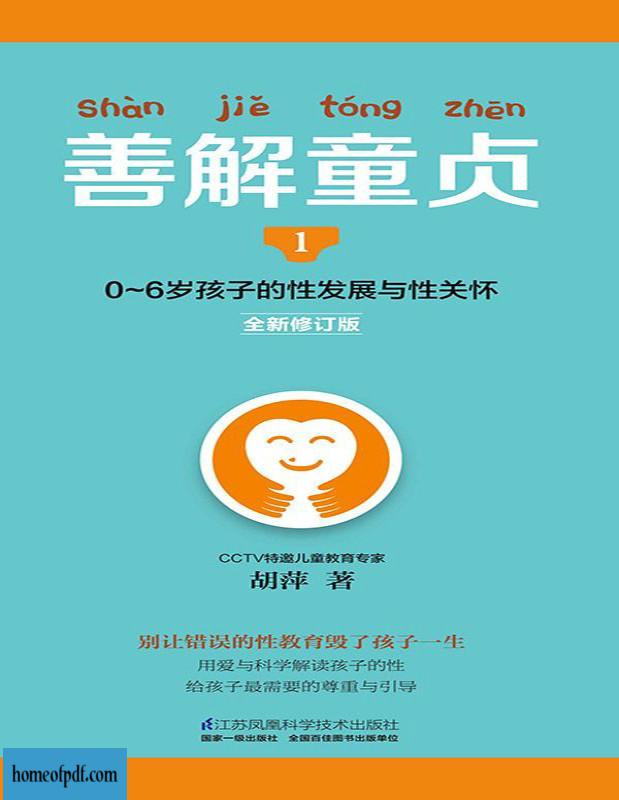 shàn jiě tóng zhēn
善解童贞
1
0~6岁孩子的性发展与性关怀
全新修订版
CCTV特邀儿童教育专家
胡萍 著
别让错误的性教育毁了孩子一生
用爱与科学解读孩子的性
给孩子最需要的尊重与引导
江苏凤凰科学技术出版社
国家一级出版社 全国百佳图书出版单位
homeofpdf.com